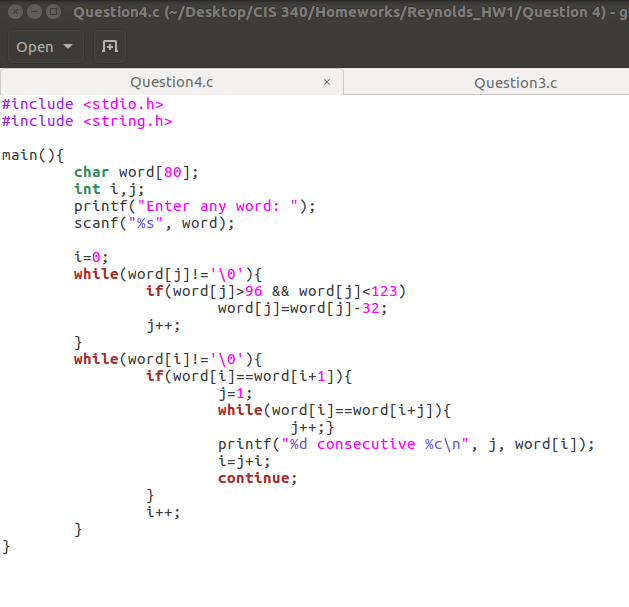 Question4.c (~/Desktop/CIS 340/Homeworks/Reynolds_HW1/Question 4) - g
Open
Question4.c × Question3.c
#include <stdio.h>
#include <string.h>
main(){
char word[80];
int i,j;
printf("Enter any word: ");
scanf("%s", word);
i=0;
while(word[j]!='\0'){
if(word[j]>96 && word[j]<123)
word[j]=word[j]-32;
j++;
}
while(word[i]!='\0'){
if(word[i]==word[i+1]){
j=1;
while(word[i]==word[i+j]){
j++;}
printf("%d consecutive %c\n", j, word[i]);
i=j+i;
continue;
}
i++;
}
}